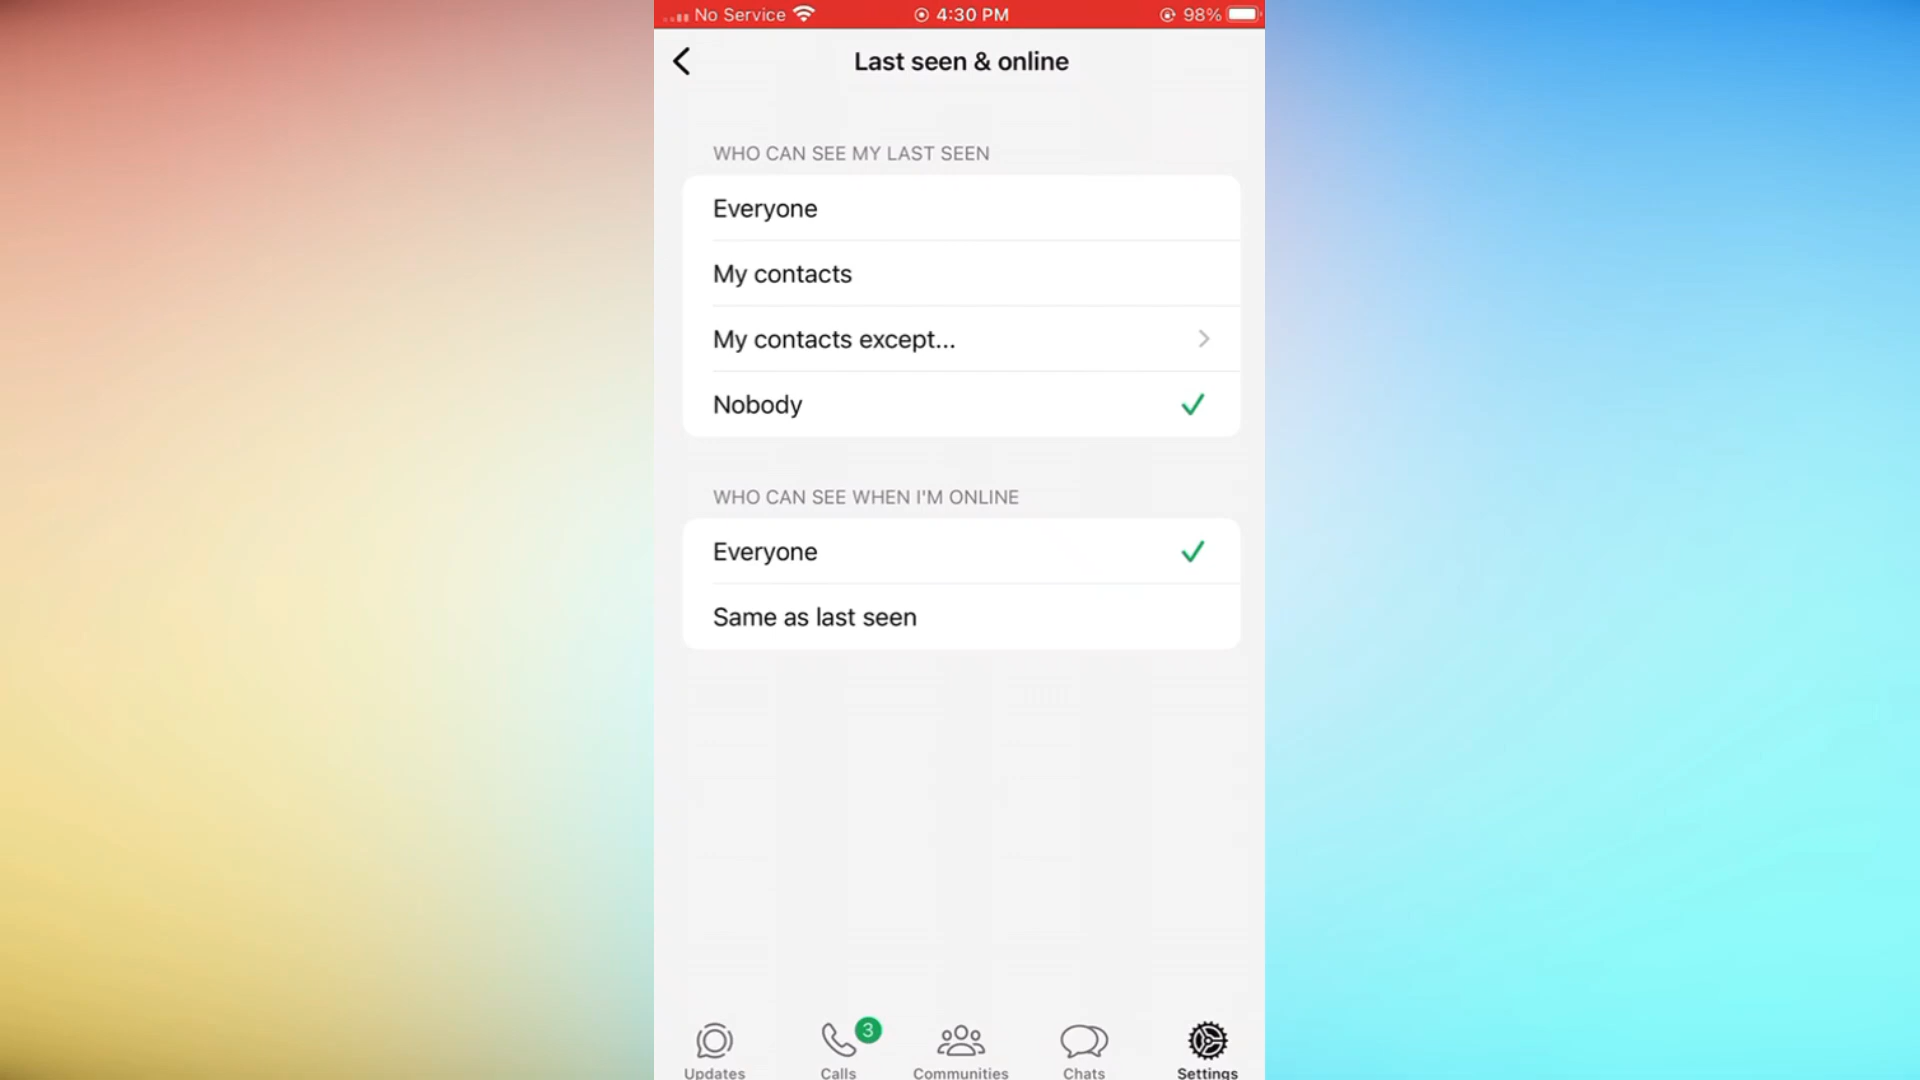 No Service 4:30 PM 98%
Last seen & online
WHO CAN SEE MY LAST SEEN
Everyone
My contacts
My contacts except...
Nobody
WHO CAN SEE WHEN I'M ONLINE
Everyone
Same as last seen
3
Updates Calls Communities Chats Settings